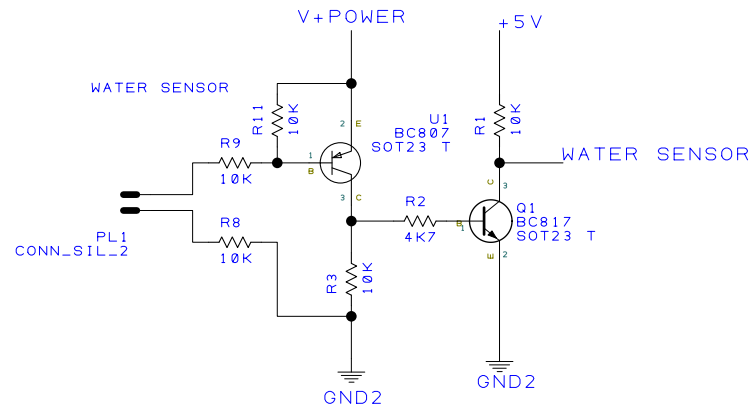 V+POWER
+5V
WATER SENSOR
R11
10K
2
E
U1
BC807
SOT23 T
R1
10K
R9
10K
1
B
WATER SENSOR
3
C
C
3
R2
4K7
B
1
Q1
BC817
SOT23 T
PL1
CONN_SIL_2
R8
10K
R3
10K
E
2
GND2
GND2